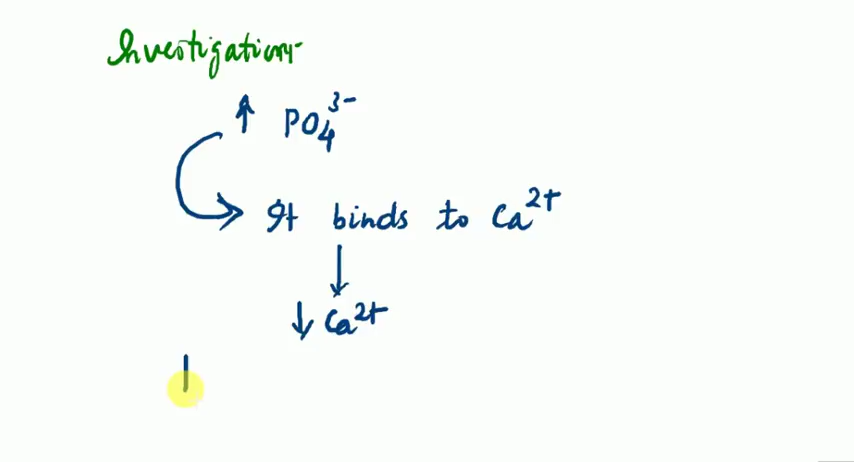 Investigation:-
↑ PO₄³⁻
It binds to Ca²⁺
↓ Ca²⁺